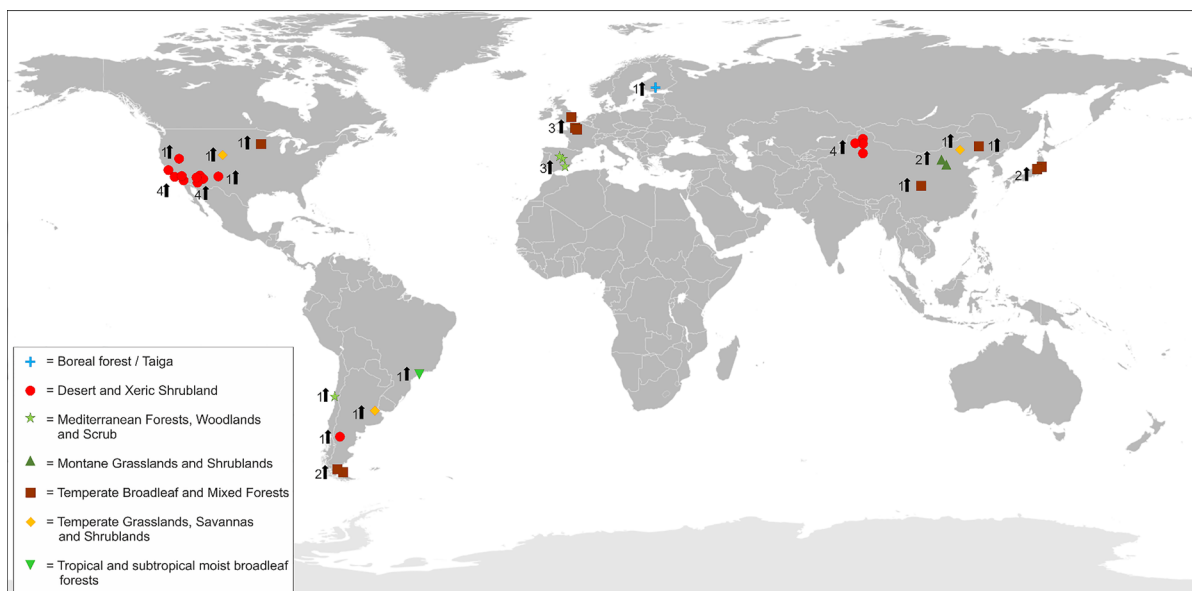 1
1
3
3
1
1
1
4
4
1
4
1
1
2
1
2
1
1
1
1
2
= Boreal forest / Taiga
= Desert and Xeric Shrubland
= Mediterranean Forests, Woodlands
and Scrub
= Montane Grasslands and Shrublands
= Temperate Broadleaf and Mixed Forests
= Temperate Grasslands, Savannas
and Shrublands
= Tropical and subtropical moist broadleaf
forests